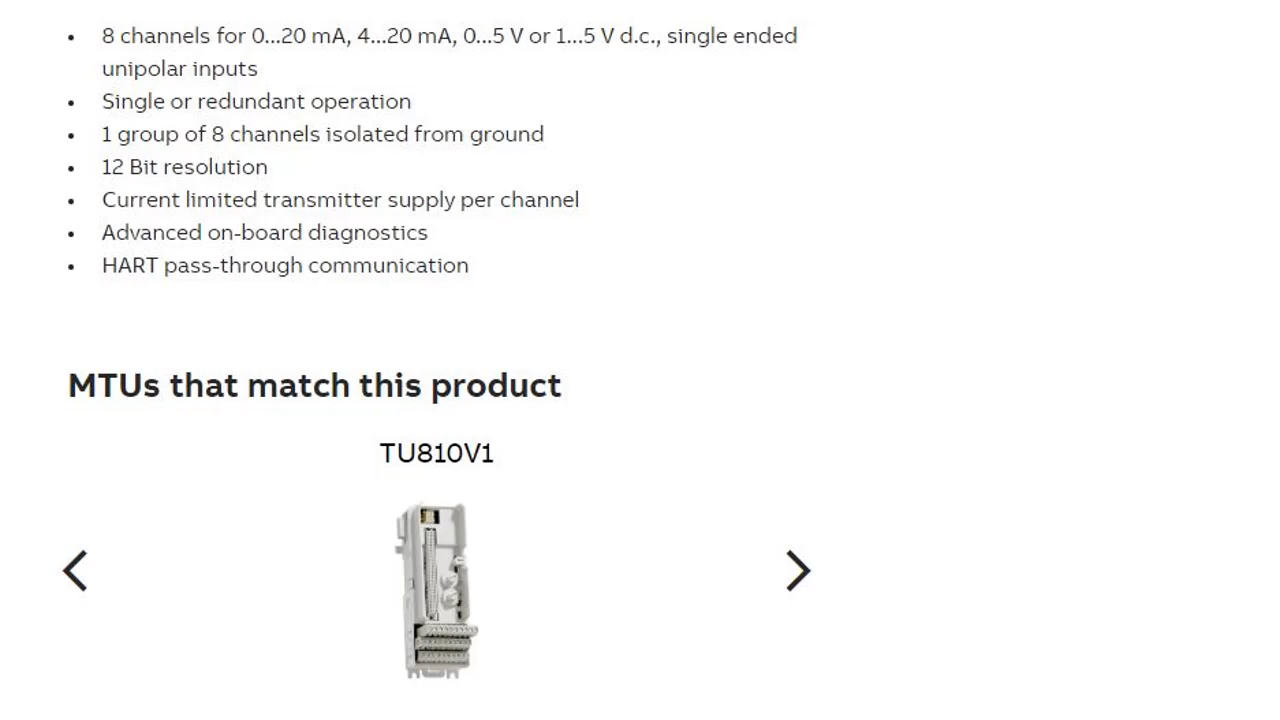 • 8 channels for 0...20 mA, 4...20 mA, 0...5 V or 1...5 V d.c., single ended
unipolar inputs
• Single or redundant operation
• 1 group of 8 channels isolated from ground
• 12 Bit resolution
• Current limited transmitter supply per channel
• Advanced on-board diagnostics
• HART pass-through communication
MTUs that match this product
TU810V1